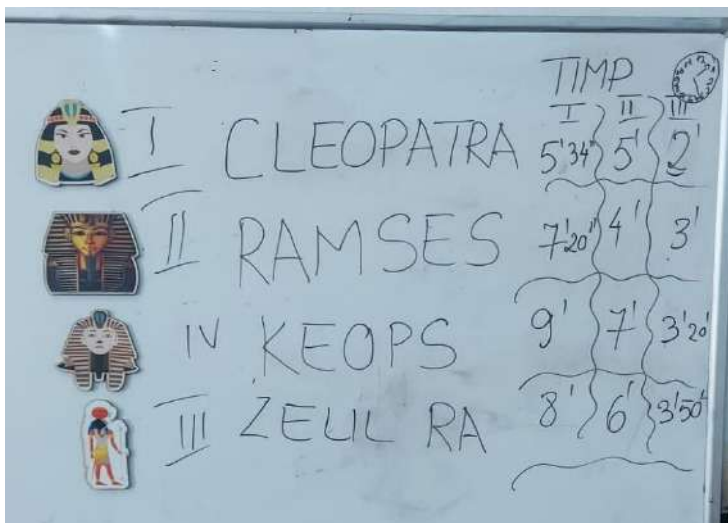 TIMP
I II III
I CLEOPATRA 5'34" 5' 2'
II RAMSES 7'20" 4' 3'
IV KEOPS 9' 7' 3'20'
III ZEUL RA 8' 6' 3'50"